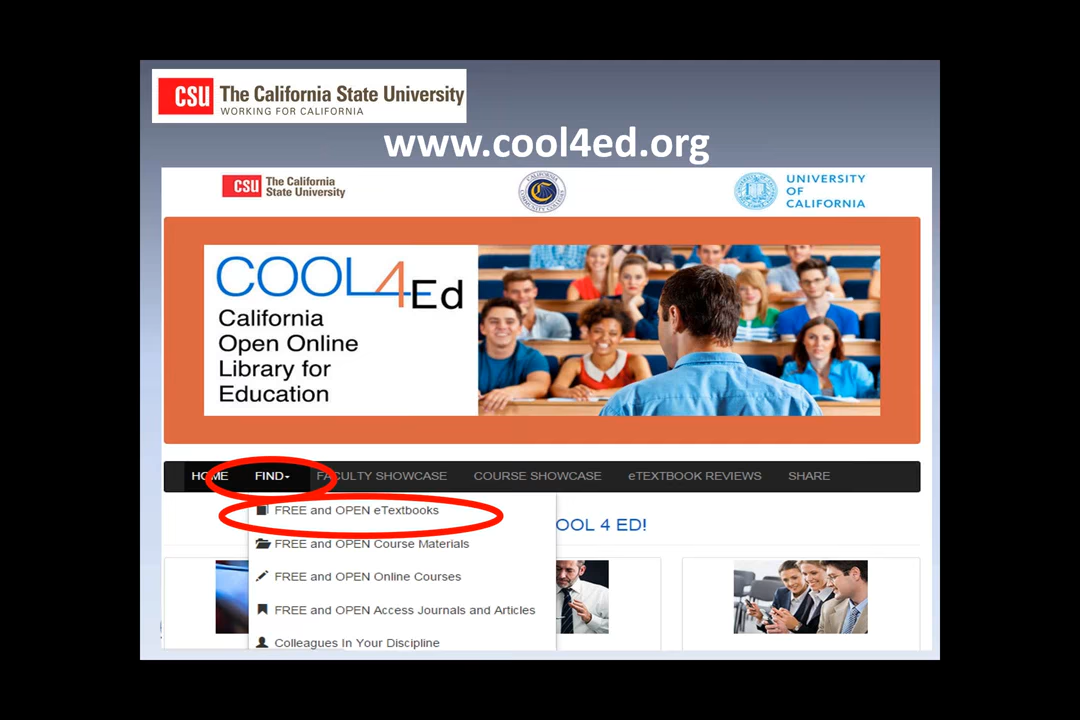 CSU The California State University
WORKING FOR CALIFORNIA
www.cool4ed.org
CSU The California
State University
CALIFORNIA
COMMUNITY COLLEGES
UNIVERSITY
OF
CALIFORNIA
COOL4Ed
California
Open Online
Library for
Education
HOME FIND FACULTY SHOWCASE COURSE SHOWCASE eTEXTBOOK REVIEWS SHARE
FREE and OPEN eTextbooks
OOL 4 ED!
FREE and OPEN Course Materials
FREE and OPEN Online Courses
FREE and OPEN Access Journals and Articles
Colleagues In Your Discipline